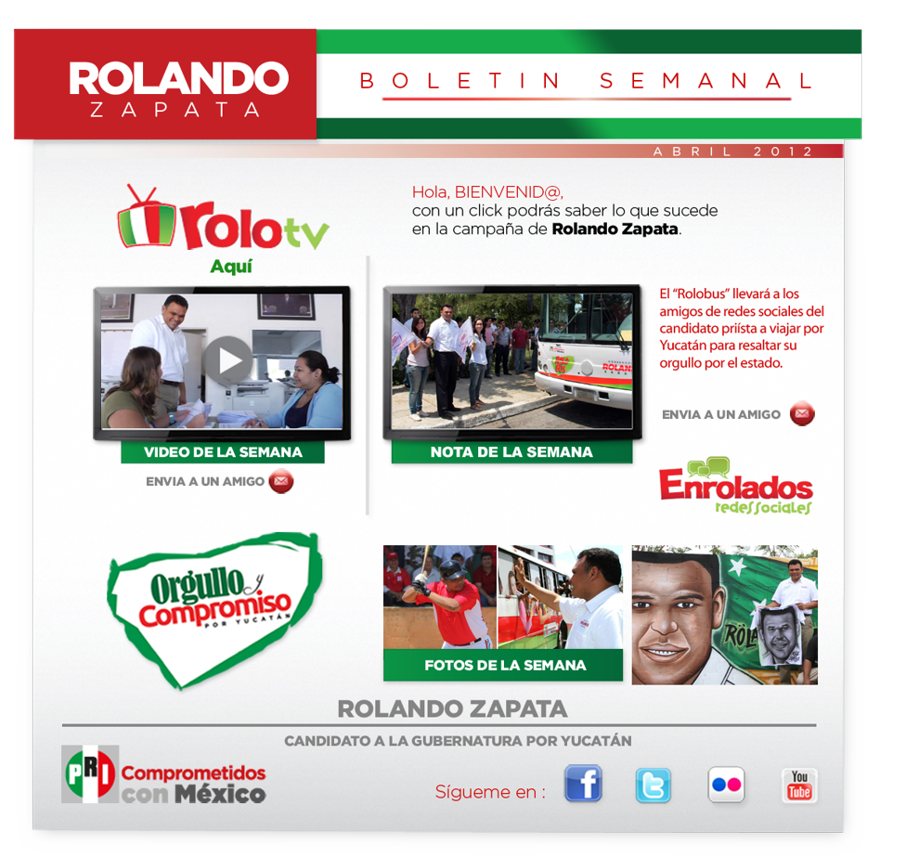 ROLANDO
ZAPATA
BOLETIN SEMANAL
ABRIL 2012
rolotv
Aquí
Hola, BIENVENID@,
con un click podrás saber lo que sucede
en la campaña de Rolando Zapata.
VIDEO DE LA SEMANA
ENVIA A UN AMIGO
ROLANDO
NOTA DE LA SEMANA
El “Rolobus” llevará a los
amigos de redes sociales del
candidato priísta a viajar por
Yucatán para resaltar su
orgullo por el estado.
ENVIA A UN AMIGO
Enrolados
redes sociales
Orgullo y
Compromiso
POR YUCATÁN
FOTOS DE LA SEMANA
ROLANDO ZAPATA
CANDIDATO A LA GUBERNATURA POR YUCATÁN
PRI
Comprometidos
con México
Sígueme en :
f
t
You
Tube